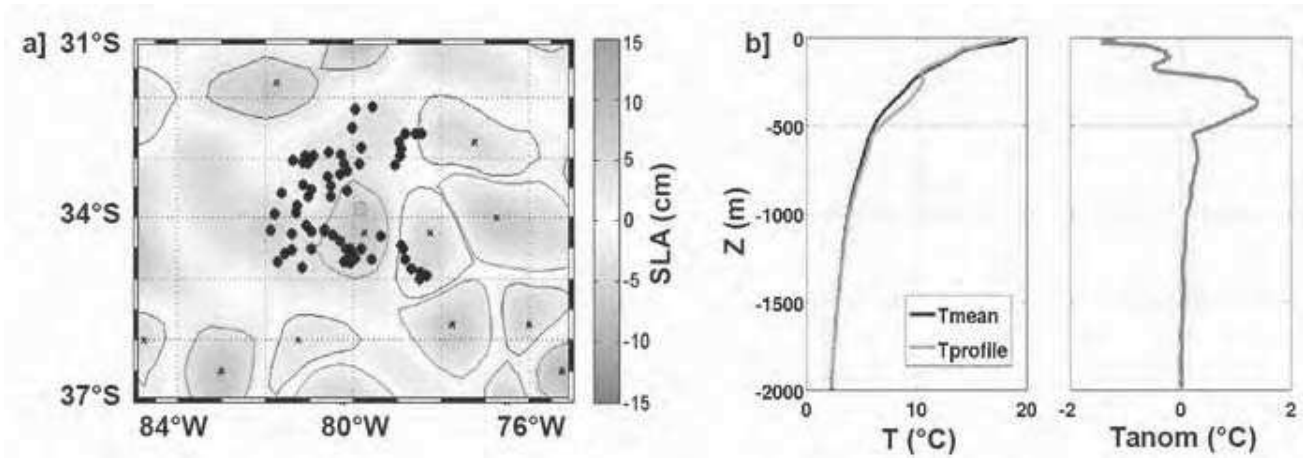 a]
31°S
34°S
37°S
84°W
80°W
76°W
15
10
5
0
-5
-10
-15
SLA (cm)
b]
0
-500
-1000
-1500
-2000
Z (m)
Tmean
Tprofile
0
10
20
T (°C)
-2
0
2
Tanom (°C)